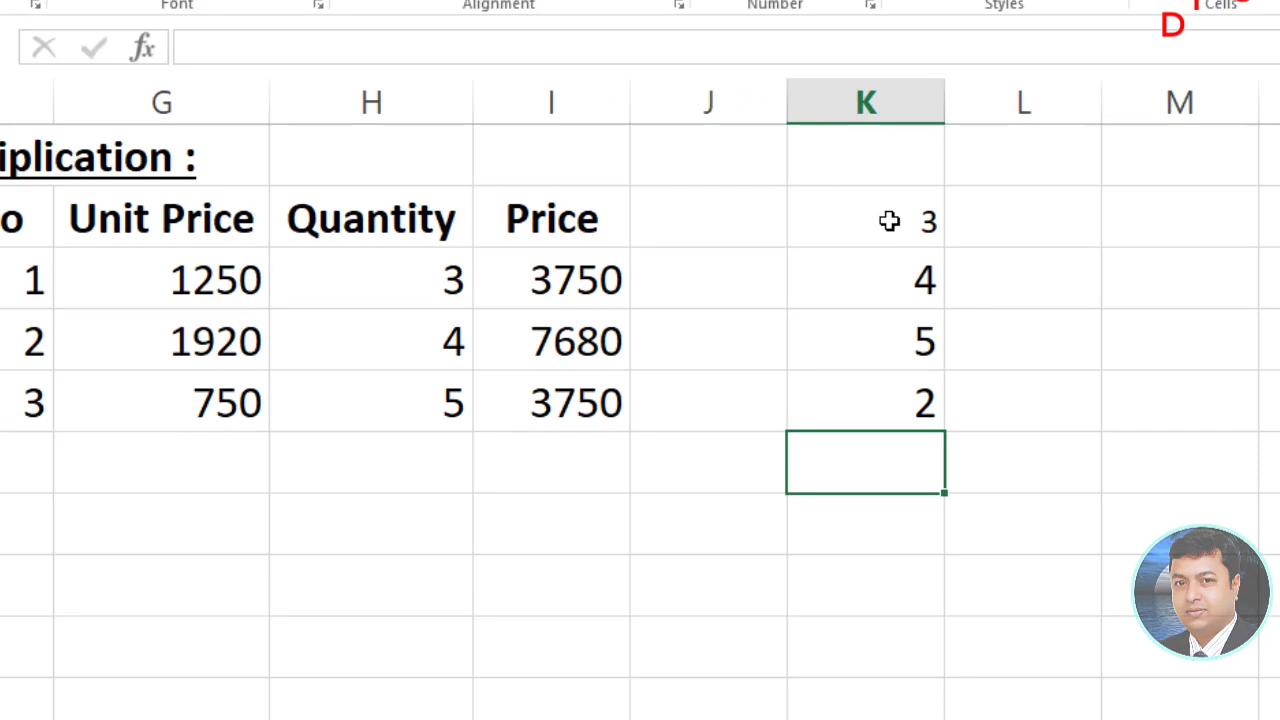 Font Alignment Number Styles Cells
D
fx
G H I J K L M
iplication :
o Unit Price Quantity Price 3
1 1250 3 3750 4
2 1920 4 7680 5
3 750 5 3750 2